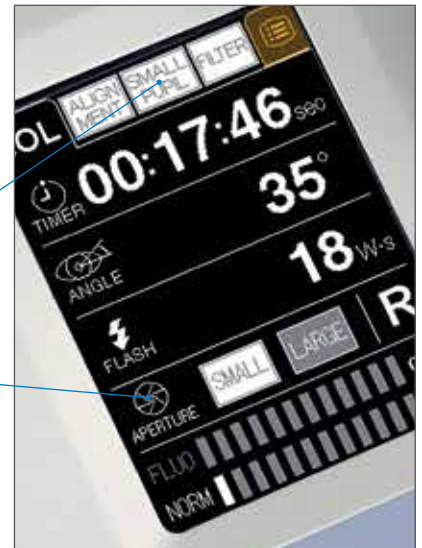 OL ALIGN
MENT SMALL
PUPIL FILTER
00:17:46 sec
TIMER
35°
ANGLE
18 W·s
FLASH
APERTURE SMALL LARGE R
FLUO
NORM